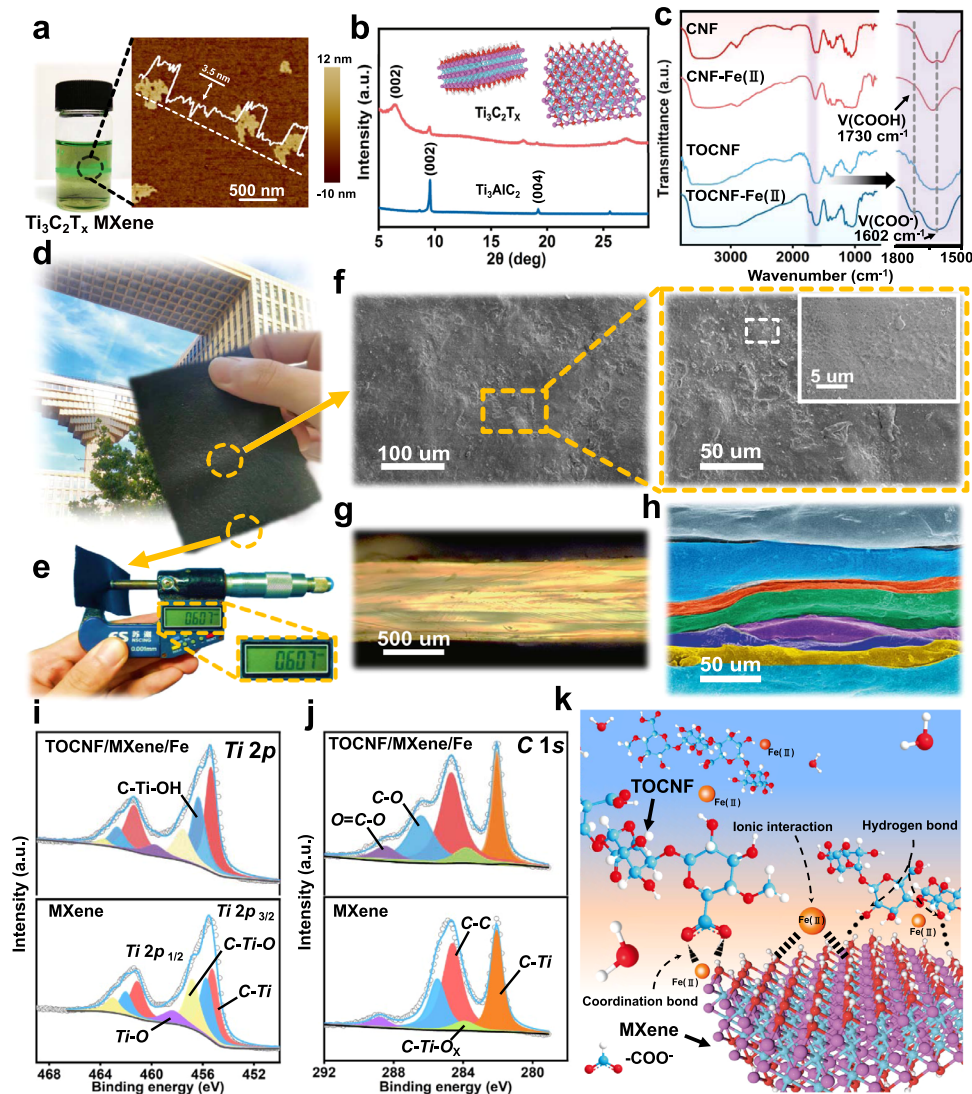 a
12 nm
3.5 nm
500 nm
-10 nm
Ti₃C₂Tₓ MXene
b
Intensity (a.u.)
(002)
Ti₃C₂Tₓ
(002)
Ti₃AlC₂
(004)
5 10 15 20 25
2θ (deg)
c
Transmittance (a.u.)
CNF
CNF-Fe(Ⅱ)
V(COOH)
1730 cm⁻¹
TOCNF
TOCNF-Fe(Ⅱ)
V(COO⁻)
1602 cm⁻¹
3000 2000 1000 1800 1500
Wavenumber (cm⁻¹)
d
e
0.001mm
0.607
0.607
f
100 um
5 um
50 um
g
500 um
h
50 um
i
TOCNF/MXene/Fe
Ti 2p
C-Ti-OH
Intensity (a.u.)
MXene
Ti 2p 3/2
Ti 2p 1/2
C-Ti-O
C-Ti
Ti-O
468 464 460 456 452
Binding energy (eV)
j
TOCNF/MXene/Fe
C 1s
C-O
O=C-O
Intensity (a.u.)
MXene
C-C
C-Ti
C-Ti-Oₓ
292 288 284 280
Binding energy (eV)
k
Fe(Ⅱ)
TOCNF
Fe(Ⅱ)
Ionic interaction
Hydrogen bond
Fe(Ⅱ)
Fe(Ⅱ)
Fe(Ⅱ)
Coordination bond
MXene
-COO⁻